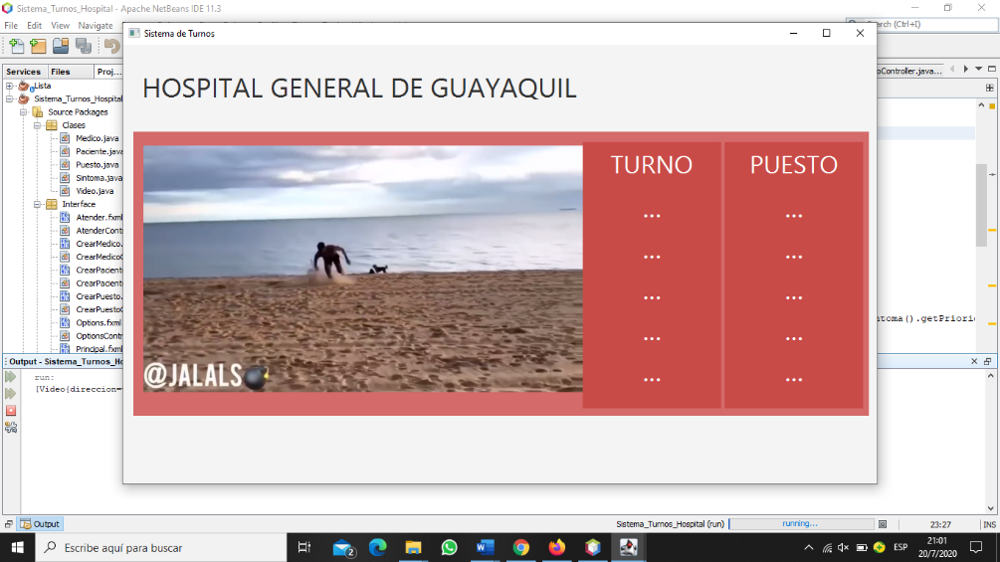 Sistema_Turnos_Hospital - Apache NetBeans IDE 11.3
File Edit View Navigate
Search (Ctrl+I)
Sistema de Turnos
Services Files Proj...
oController.java...
Lista
Sistema_Turnos_Hospital
Source Packages
Clases
Medico.java
Paciente.java
Puesto.java
Sintoma.java
Video.java
Interface
Atender.fxml
AtenderCont
CrearMedico.
CrearMedicoC
CrearPacient
CrearPacient
CrearPuesto.
CrearPuestoC
Options.fxml
OptionsContr
Principal.fxml
HOSPITAL GENERAL DE GUAYAQUIL
TURNO PUESTO
... ...
... ...
... ...
... ...
... ...
@JALALS
ntoma().getPriorid
Output - Sistema_Turnos_Ho
run:
[Video{direccion=
Output
Sistema_Turnos_Hospital (run) running... 23:27 INS
Escribe aquí para buscar
2
ESP
21:01
20/7/2020